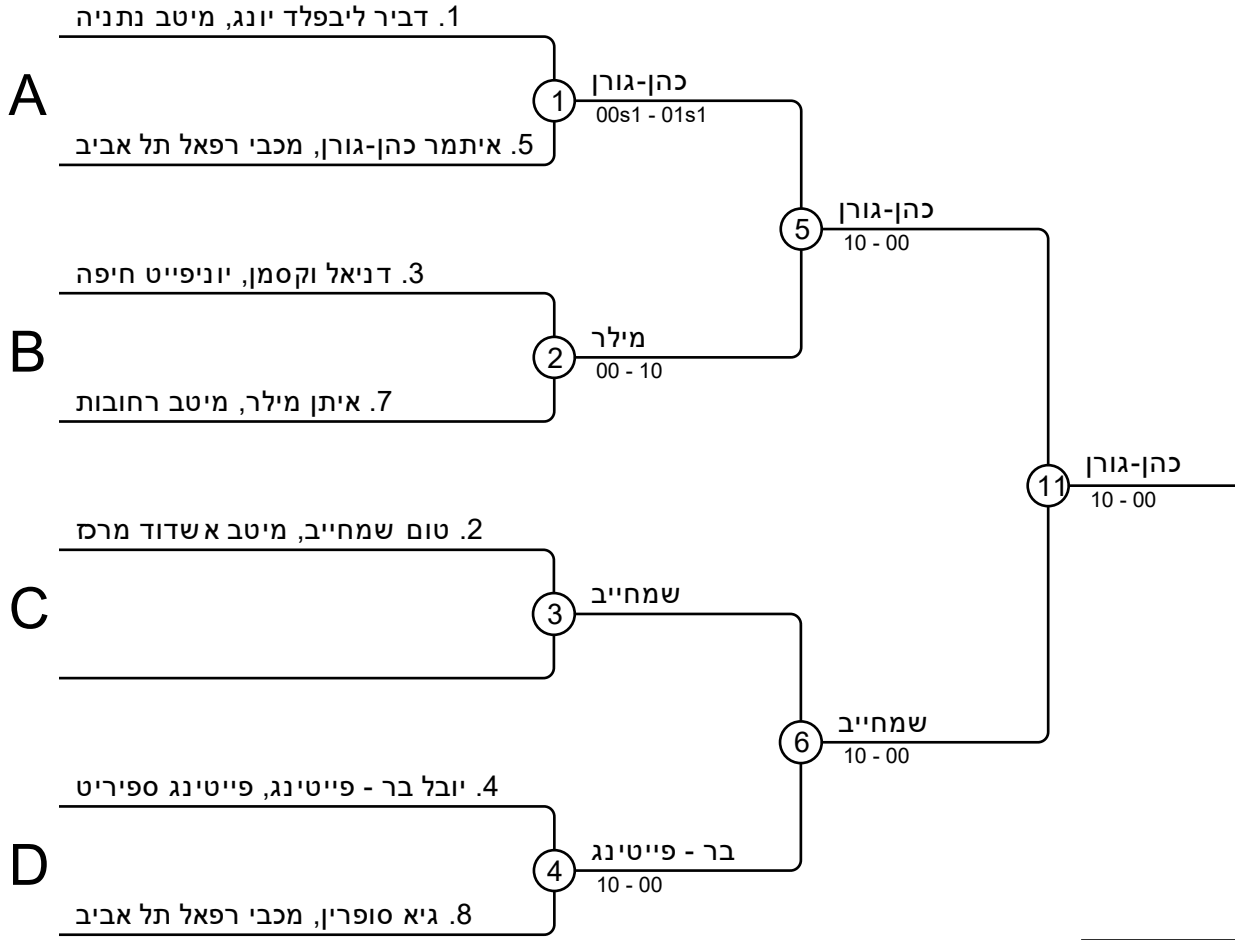 1. דביר ליבפלד יונג, מיטב נתניה
A
1
כהן-גורן
00s1 - 01s1
5. איתמר כהן-גורן, מכבי רפאל תל אביב
5
כהן-גורן
10 - 00
3. דניאל וקסמן, יוניפייט חיפה
B
2
מילר
00 - 10
7. איתן מילר, מיטב רחובות
11
כהן-גורן
10 - 00
2. טום שמחייב, מיטב אשדוד מרכז
C
3
שמחייב
6
שמחייב
10 - 00
4. יובל בר - פייטינג, פייטינג ספיריט
D
4
בר - פייטינג
10 - 00
8. גיא סופרין, מכבי רפאל תל אביב